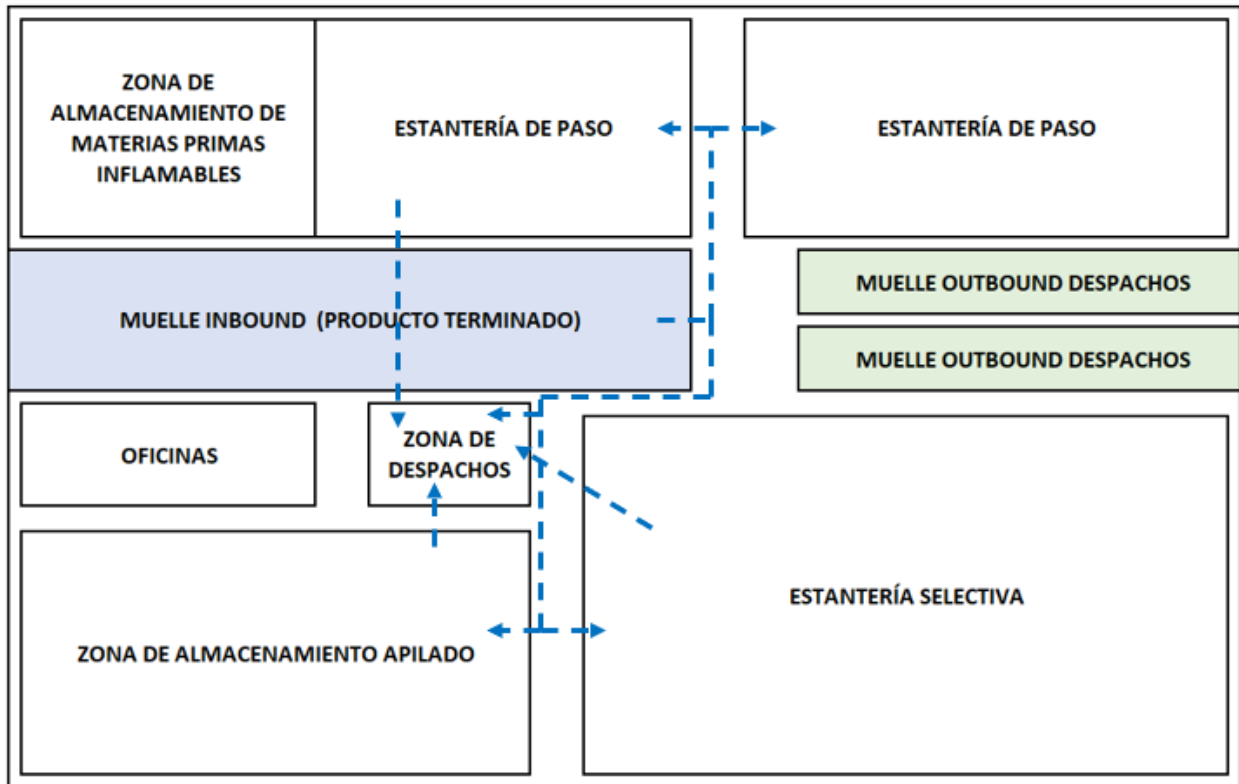 ZONA DE
ALMACENAMIENTO DE
MATERIAS PRIMAS
INFLAMABLES
ESTANTERÍA DE PASO
ESTANTERÍA DE PASO
MUELLE INBOUND (PRODUCTO TERMINADO)
MUELLE OUTBOUND DESPACHOS
MUELLE OUTBOUND DESPACHOS
OFICINAS
ZONA DE
DESPACHOS
ESTANTERÍA SELECTIVA
ZONA DE ALMACENAMIENTO APILADO